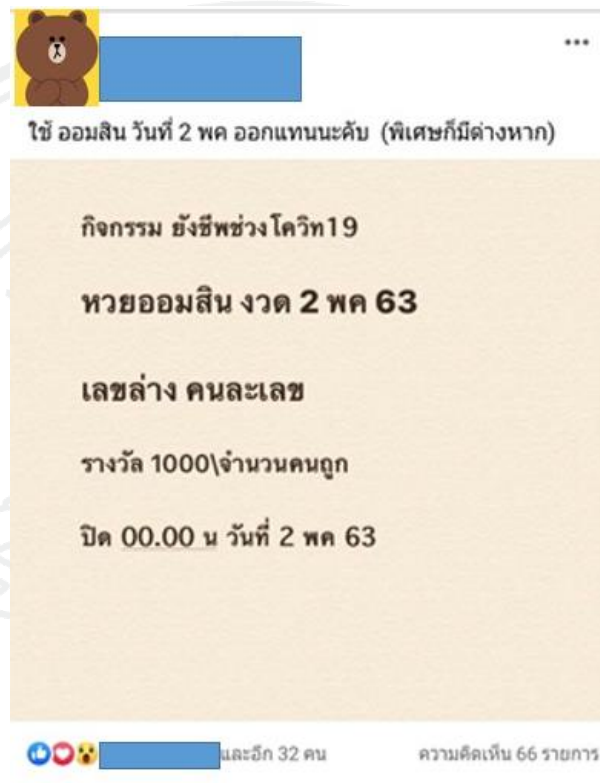 ใช้ ออมสิน วันที่ 2 พค ออกแทนนะคับ (พิเศษก็มีต่างหาก)
กิจกรรม ยังชีพช่วงโควิท19
หวยออมสิน งวด 2 พค 63
เลขล่าง คนละเลข
รางวัล 1000\จำนวนคนถูก
ปิด 00.00 น วันที่ 2 พค 63
และอีก 32 คน ความคิดเห็น 66 รายการ